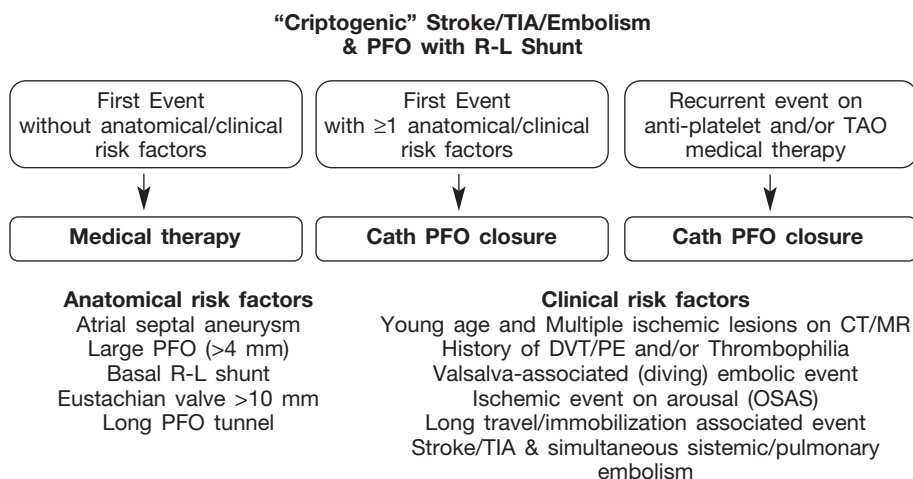 “Criptogenic” Stroke/TIA/Embolism
& PFO with R-L Shunt
First Event
without anatomical/clinical
risk factors
First Event
with ≥1 anatomical/clinical
risk factors
Recurrent event on
anti-platelet and/or TAO
medical therapy
Medical therapy
Cath PFO closure
Cath PFO closure
Anatomical risk factors
Atrial septal aneurysm
Large PFO (>4 mm)
Basal R-L shunt
Eustachian valve >10 mm
Long PFO tunnel
Clinical risk factors
Young age and Multiple ischemic lesions on CT/MR
History of DVT/PE and/or Thrombophilia
Valsalva-associated (diving) embolic event
Ischemic event on arousal (OSAS)
Long travel/immobilization associated event
Stroke/TIA & simultaneous sistemic/pulmonary
embolism